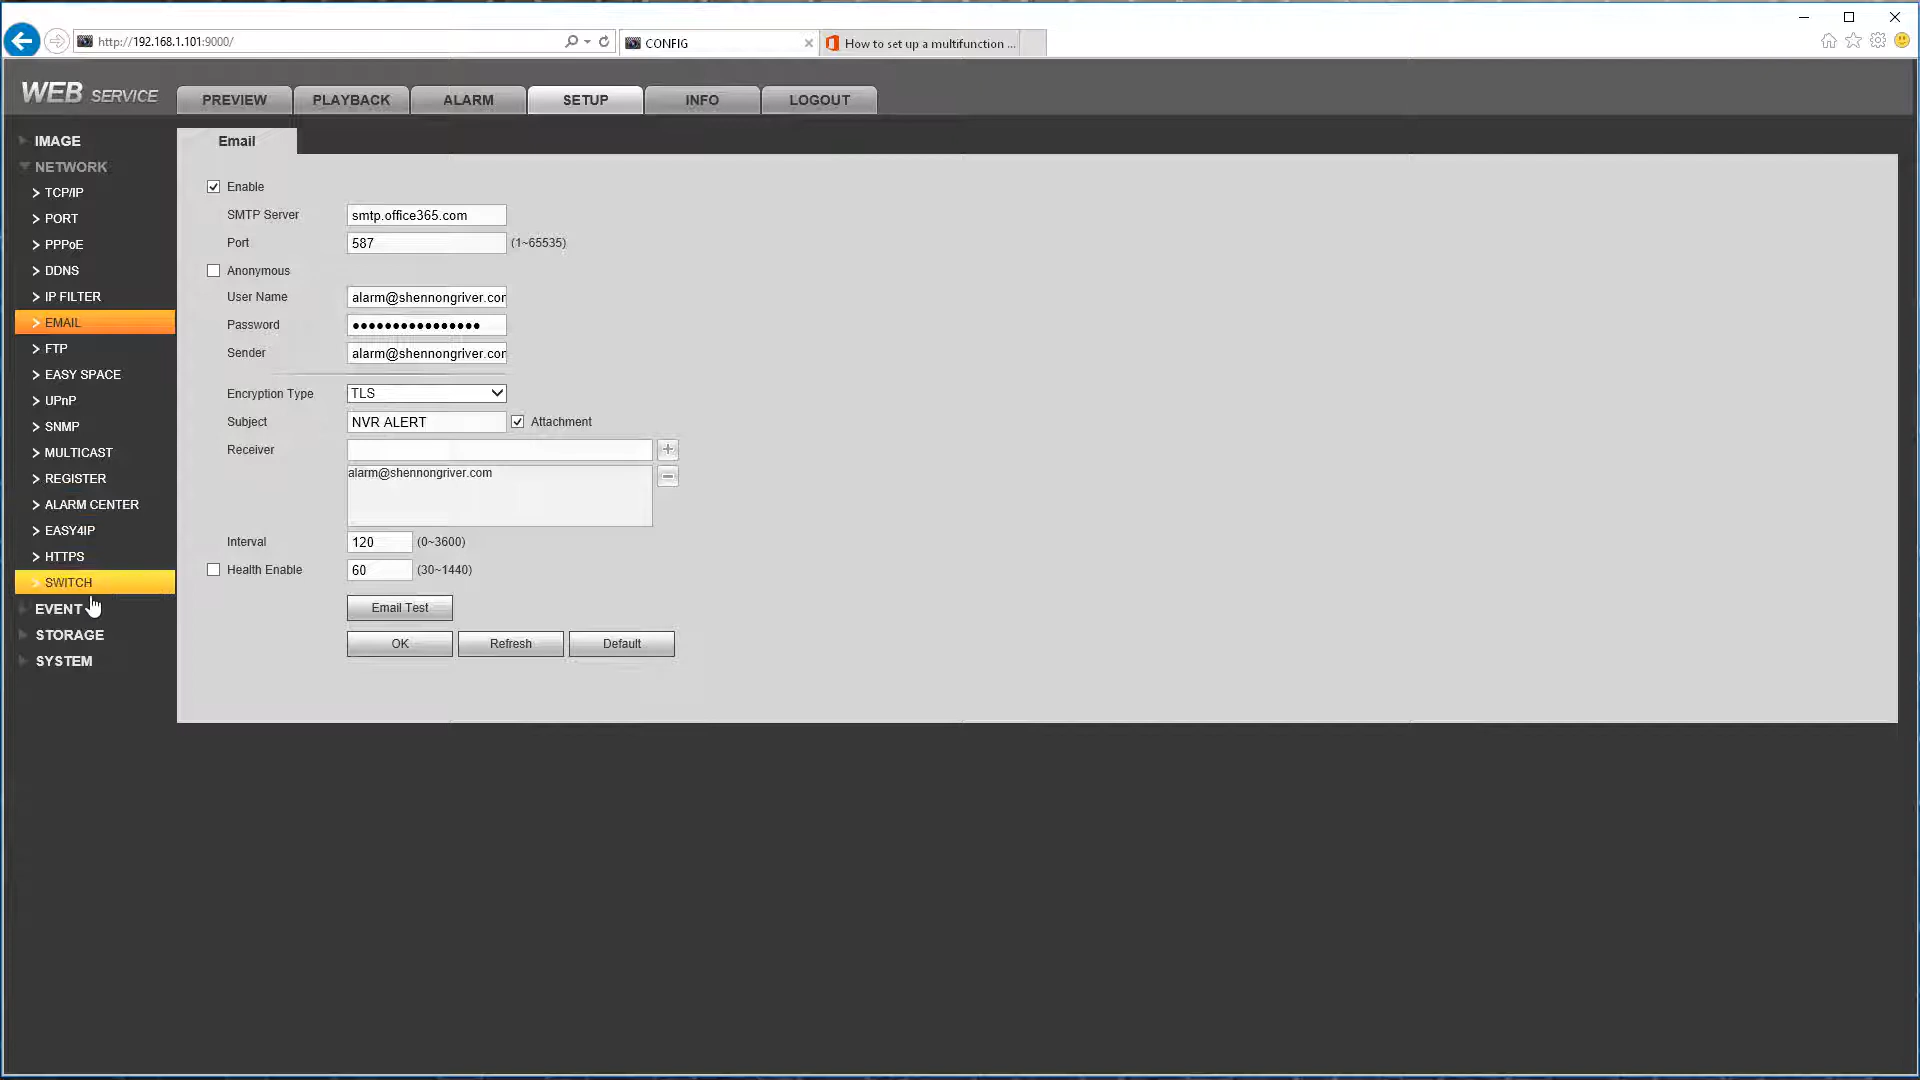 http://192.168.1.101:9000/
CONFIG
How to set up a multifunction ...
WEB SERVICE
PREVIEW
PLAYBACK
ALARM
SETUP
INFO
LOGOUT
IMAGE
NETWORK
TCP/IP
PORT
PPPoE
DDNS
IP FILTER
EMAIL
FTP
EASY SPACE
UPnP
SNMP
MULTICAST
REGISTER
ALARM CENTER
EASY4IP
HTTPS
SWITCH
EVENT
STORAGE
SYSTEM
Email
Enable
SMTP Server smtp.office365.com
Port 587 (1~65535)
Anonymous
User Name alarm@shennongriver.cor
Password ●●●●●●●●●●●●●●●●
Sender alarm@shennongriver.cor
Encryption Type TLS
Subject NVR ALERT Attachment
Receiver
alarm@shennongriver.com
Interval 120 (0~3600)
Health Enable 60 (30~1440)
Email Test
OK Refresh Default